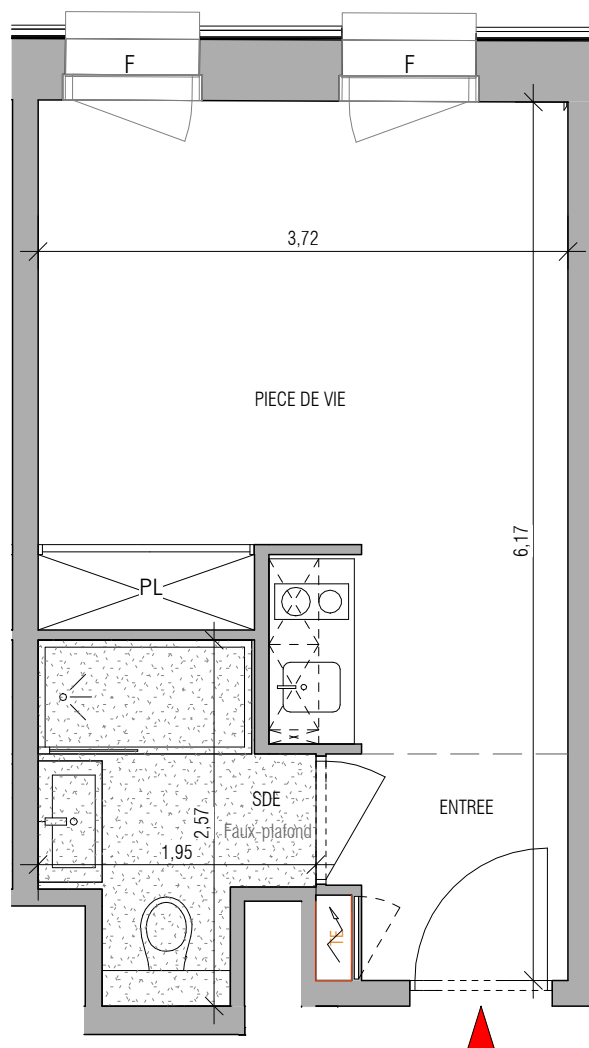 F
F
3,72
PIECE DE VIE
6,17
PL
SDE
Faux-plafond
2,57
1,95
ENTREE
TE